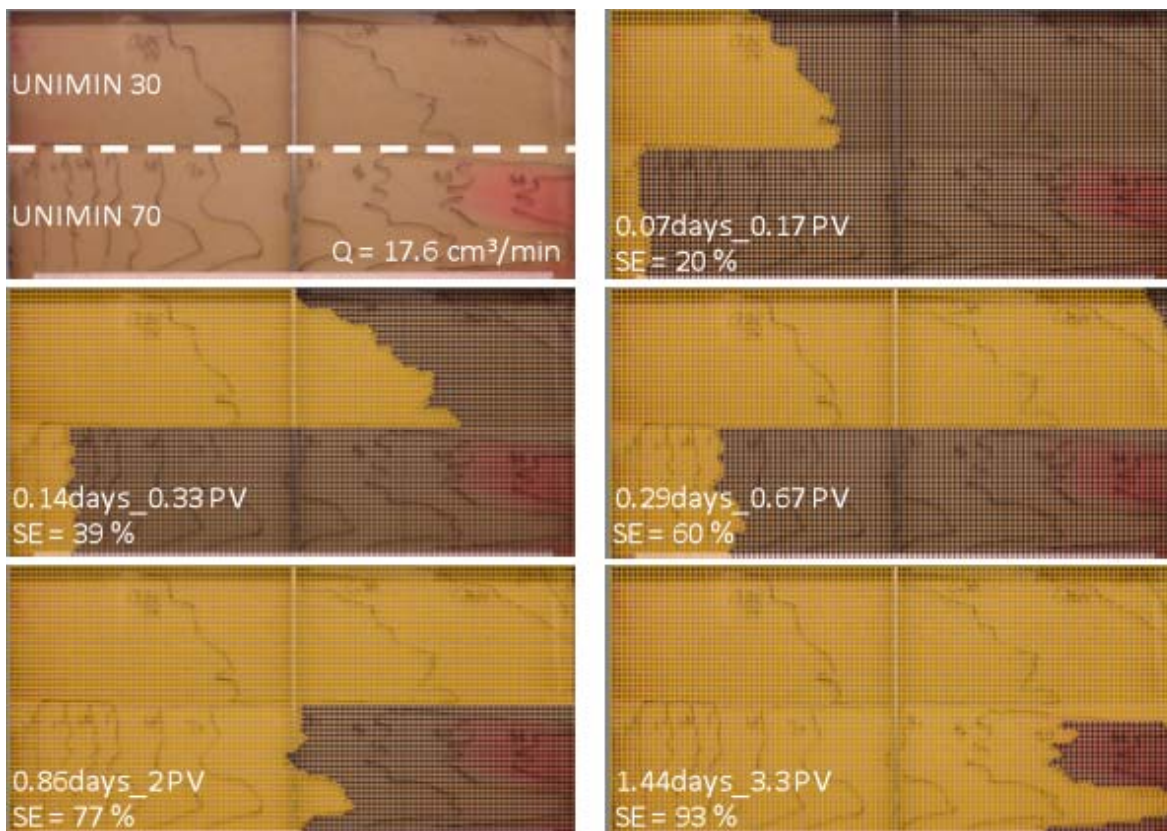 UNIMIN 30
UNIMIN 70
Q = 17.6 cm³/min
0.07days_0.17 PV
SE = 20 %
0.14days_0.33 PV
SE = 39 %
0.29days_0.67 PV
SE = 60 %
0.86days_2 PV
SE = 77 %
1.44days_3.3 PV
SE = 93 %